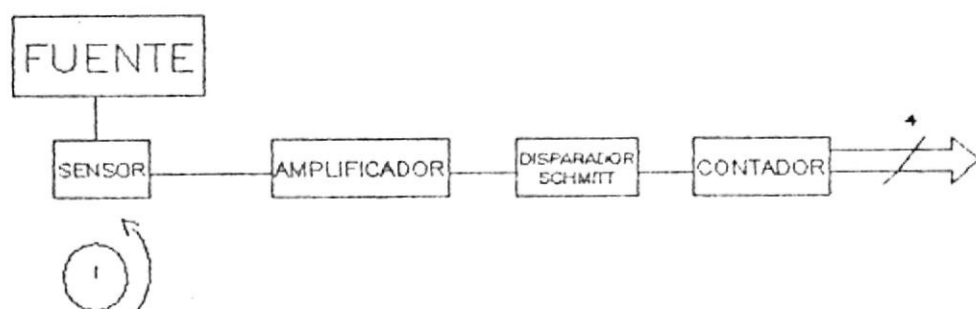 FUENTE
SENSOR
AMPLIFICADOR
DISPARADOR
SCHMITT
CONTADOR
4